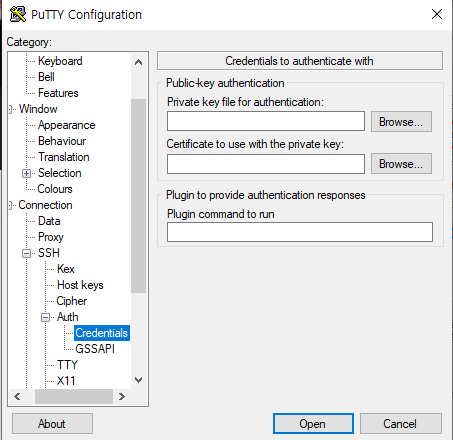 PuTTY Configuration
Category:
Keyboard
Bell
Features
Window
Appearance
Behaviour
Translation
Selection
Colours
Connection
Data
Proxy
SSH
Kex
Host keys
Cipher
Auth
Credentials
GSSAPI
TTY
X11
Credentials to authenticate with
Public-key authentication
Private key file for authentication:
Browse...
Certificate to use with the private key:
Browse...
Plugin to provide authentication responses
Plugin command to run
About
Open
Cancel